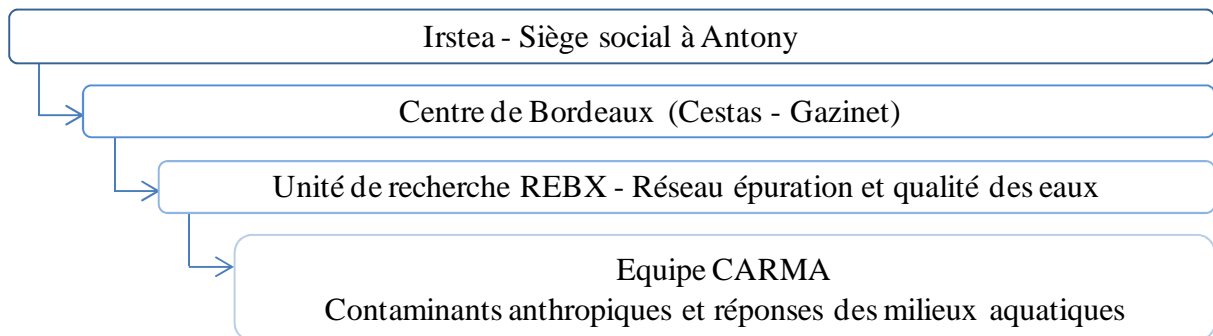 Irstea - Siège social à Antony
Centre de Bordeaux (Cestas - Gazinet)
Unité de recherche REBX - Réseau épuration et qualité des eaux
Equipe CARMA
Contaminants anthropiques et réponses des milieux aquatiques